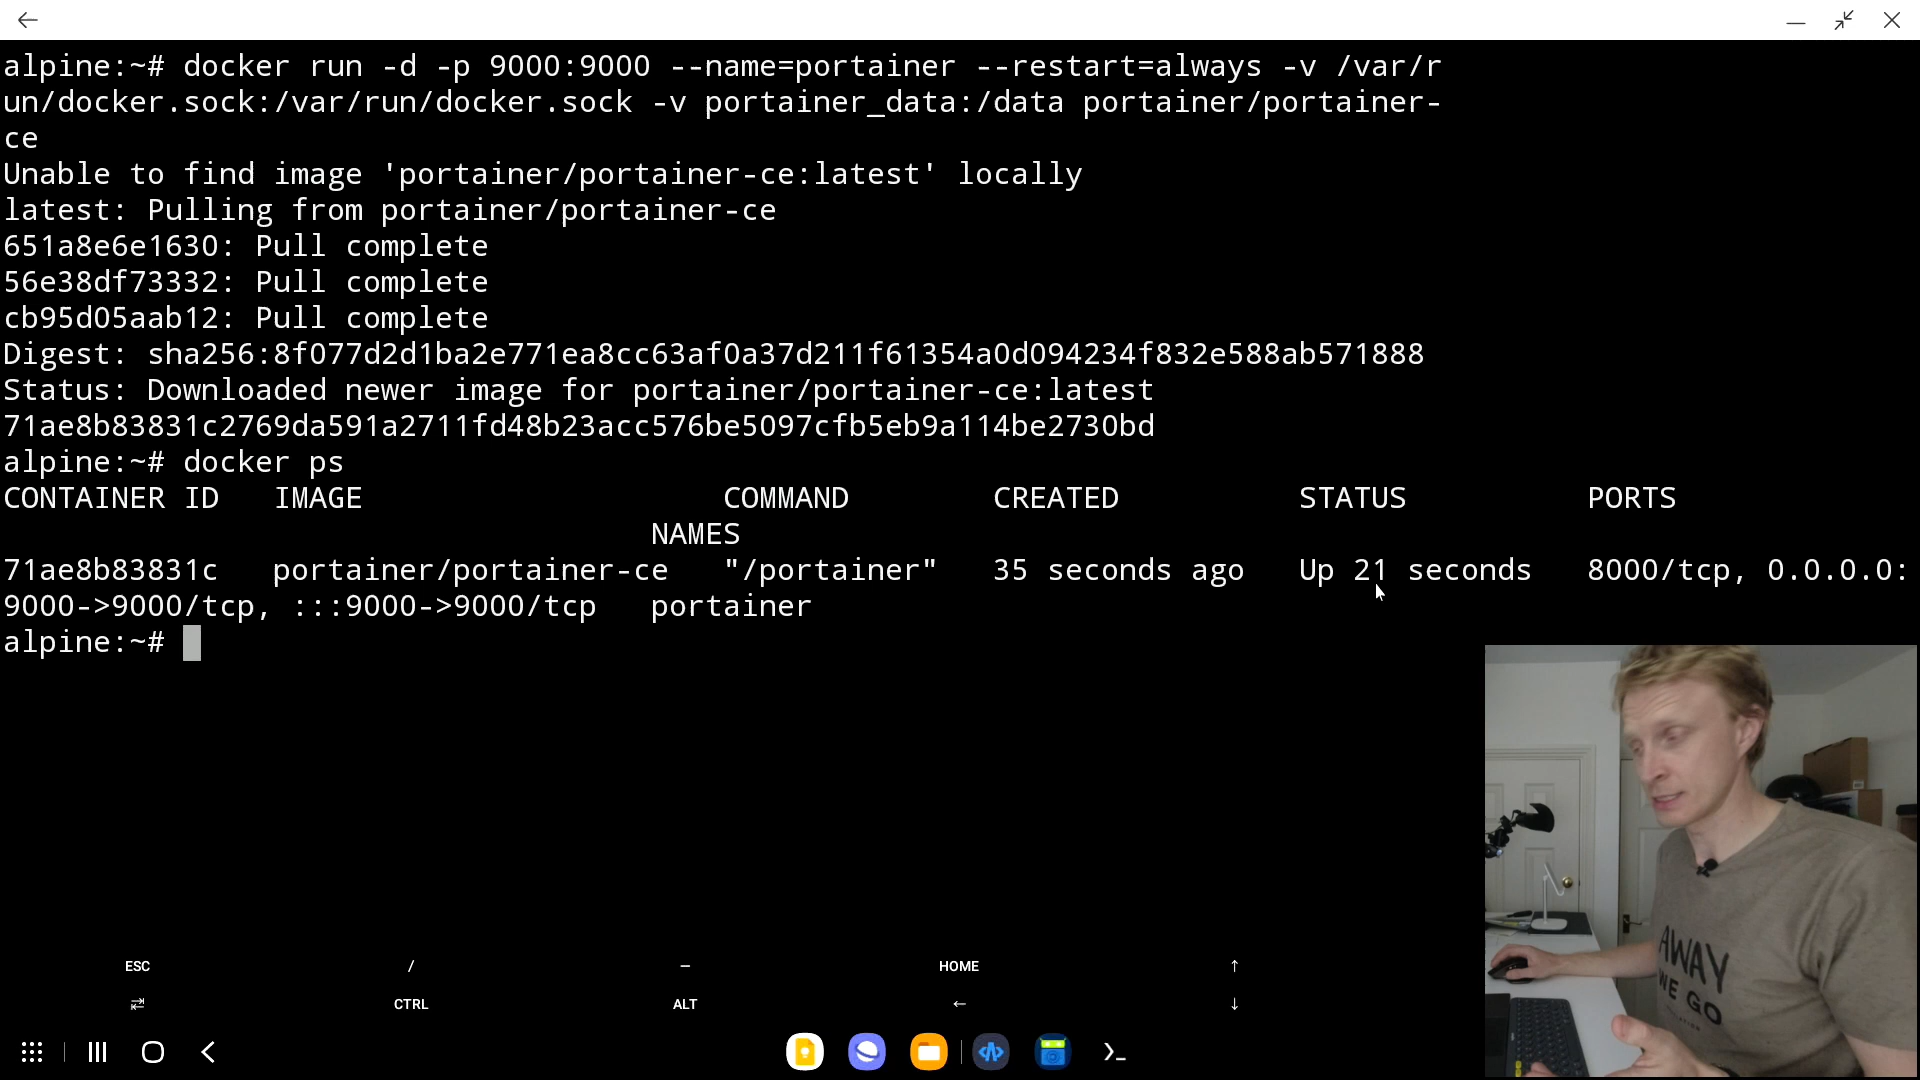 alpine:~# docker run -d -p 9000:9000 --name=portainer --restart=always -v /var/r
un/docker.sock:/var/run/docker.sock -v portainer_data:/data portainer/portainer-
ce
Unable to find image 'portainer/portainer-ce:latest' locally
latest: Pulling from portainer/portainer-ce
651a8e6e1630: Pull complete
56e38df73332: Pull complete
cb95d05aab12: Pull complete
Digest: sha256:8f077d2d1ba2e771ea8cc63af0a37d211f61354a0d094234f832e588ab571888
Status: Downloaded newer image for portainer/portainer-ce:latest
71ae8b83831c2769da591a2711fd48b23acc576be5097cfb5eb9a114be2730bd
alpine:~# docker ps
CONTAINER ID   IMAGE                    COMMAND        CREATED          STATUS          PORTS
                                    NAMES
71ae8b83831c   portainer/portainer-ce   "/portainer"   35 seconds ago   Up 21 seconds   8000/tcp, 0.0.0.0:
9000->9000/tcp, :::9000->9000/tcp   portainer
alpine:~#
AWAY
WE GO
ESC / — HOME ↑
⇄ CTRL ALT ← ↓